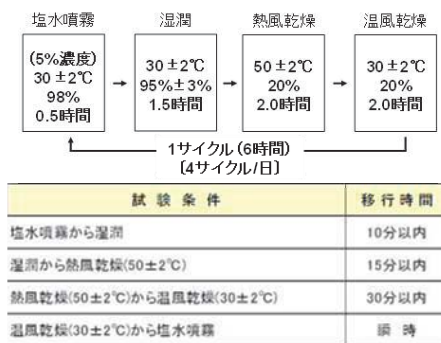 塩水噴霧
湿潤
熱風乾燥
温風乾燥
(5%濃度)
30±2℃
98%
0.5時間
30±2℃
95%±3%
1.5時間
50±2℃
20%
2.0時間
30±2℃
20%
2.0時間
1サイクル(6時間)
〔4サイクル/日〕
試験条件 移行時間
塩水噴霧から湿潤 10分以内
湿潤から熱風乾燥(50±2℃) 15分以内
熱風乾燥(50±2℃)から温風乾燥(30±2℃) 30分以内
温風乾燥(30±2℃)から塩水噴霧 瞬時